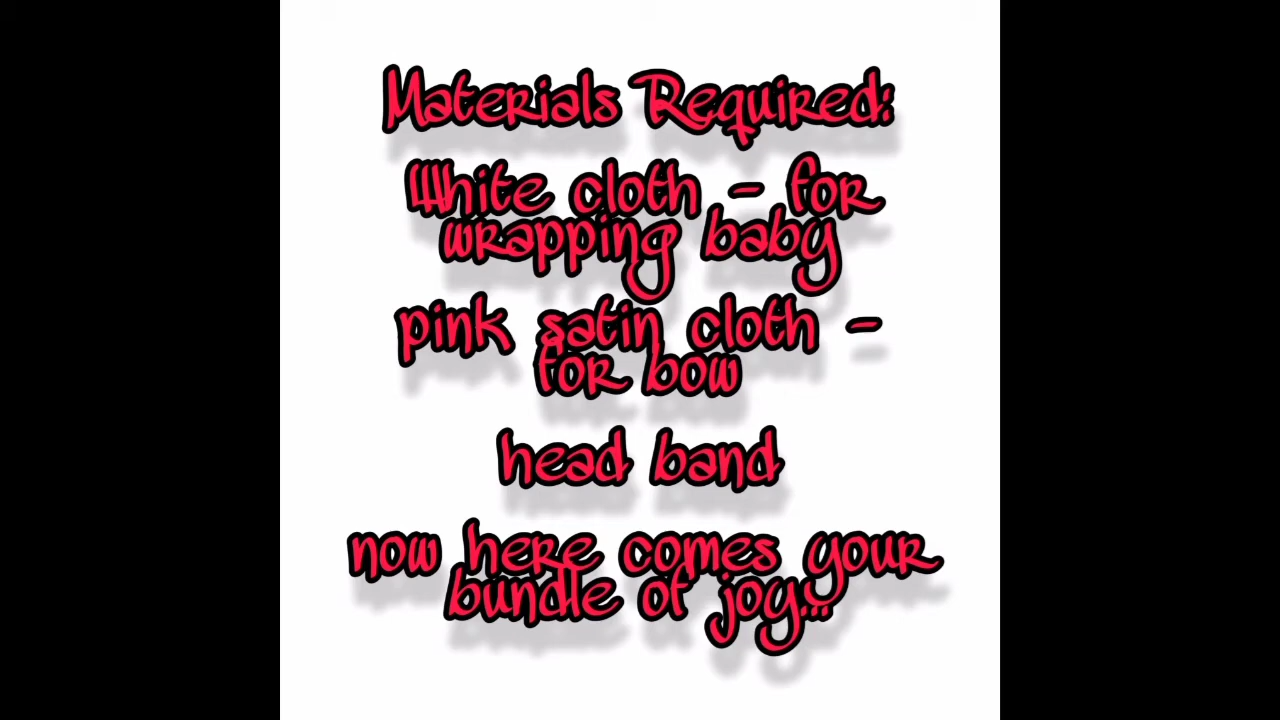 Materials Required:
White cloth - for
wrapping baby
pink satin cloth -
for bow
head band
now here comes your
bundle of joy...